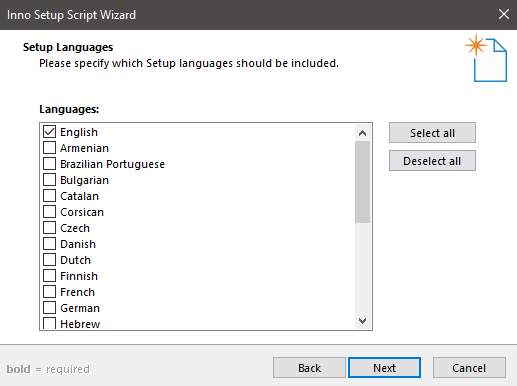 Inno Setup Script Wizard
Setup Languages
Please specify which Setup languages should be included.
Languages:
English
Armenian
Brazilian Portuguese
Bulgarian
Catalan
Corsican
Czech
Danish
Dutch
Finnish
French
German
Hebrew
Select all
Deselect all
bold = required
Back
Next
Cancel